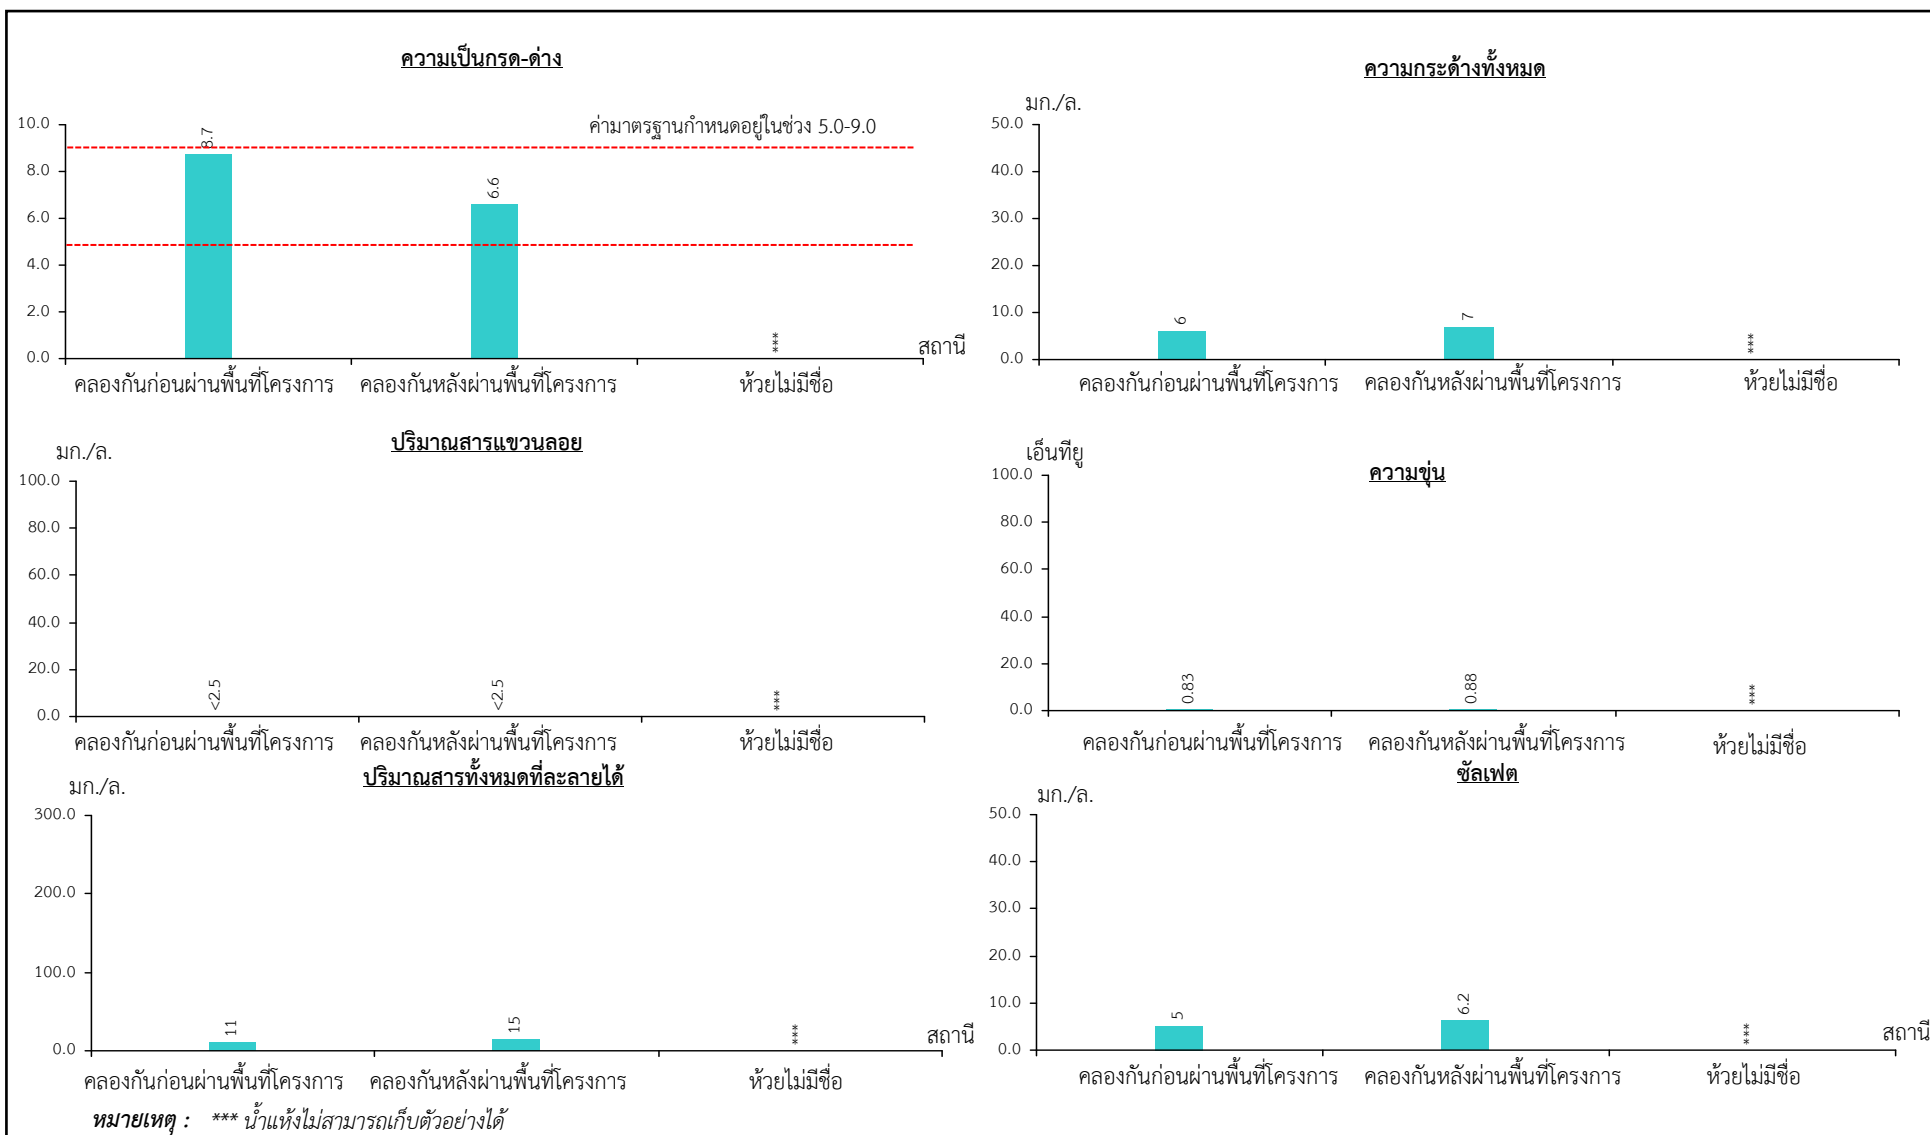 ความเป็นกรด-ด่าง
ค่ามาตรฐานกำหนดอยู่ในช่วง 5.0-9.0
10.0
8.0
6.0
4.0
2.0
0.0
8.7
6.6
***
สถานี
คลองกันก่อนผ่านพื้นที่โครงการ คลองกันหลังผ่านพื้นที่โครงการ ห้วยไม่มีชื่อ
ความกระด้างทั้งหมด
มก./ล.
50.0
40.0
30.0
20.0
10.0
0.0
6
7
***
คลองกันก่อนผ่านพื้นที่โครงการ คลองกันหลังผ่านพื้นที่โครงการ ห้วยไม่มีชื่อ
ปริมาณสารแขวนลอย
มก./ล.
100.0
80.0
60.0
40.0
20.0
0.0
<2.5
<2.5
***
คลองกันก่อนผ่านพื้นที่โครงการ คลองกันหลังผ่านพื้นที่โครงการ ห้วยไม่มีชื่อ
ความขุ่น
เอ็นทียู
100.0
80.0
60.0
40.0
20.0
0.0
0.83
0.88
***
คลองกันก่อนผ่านพื้นที่โครงการ คลองกันหลังผ่านพื้นที่โครงการ ห้วยไม่มีชื่อ
ปริมาณสารทั้งหมดที่ละลายได้
มก./ล.
300.0
200.0
100.0
0.0
11
15
***
สถานี
คลองกันก่อนผ่านพื้นที่โครงการ คลองกันหลังผ่านพื้นที่โครงการ ห้วยไม่มีชื่อ
ซัลเฟต
มก./ล.
50.0
40.0
30.0
20.0
10.0
0.0
5
6.2
***
สถานี
คลองกันก่อนผ่านพื้นที่โครงการ คลองกันหลังผ่านพื้นที่โครงการ ห้วยไม่มีชื่อ
หมายเหตุ : *** น้ำแห้งไม่สามารถเก็บตัวอย่างได้